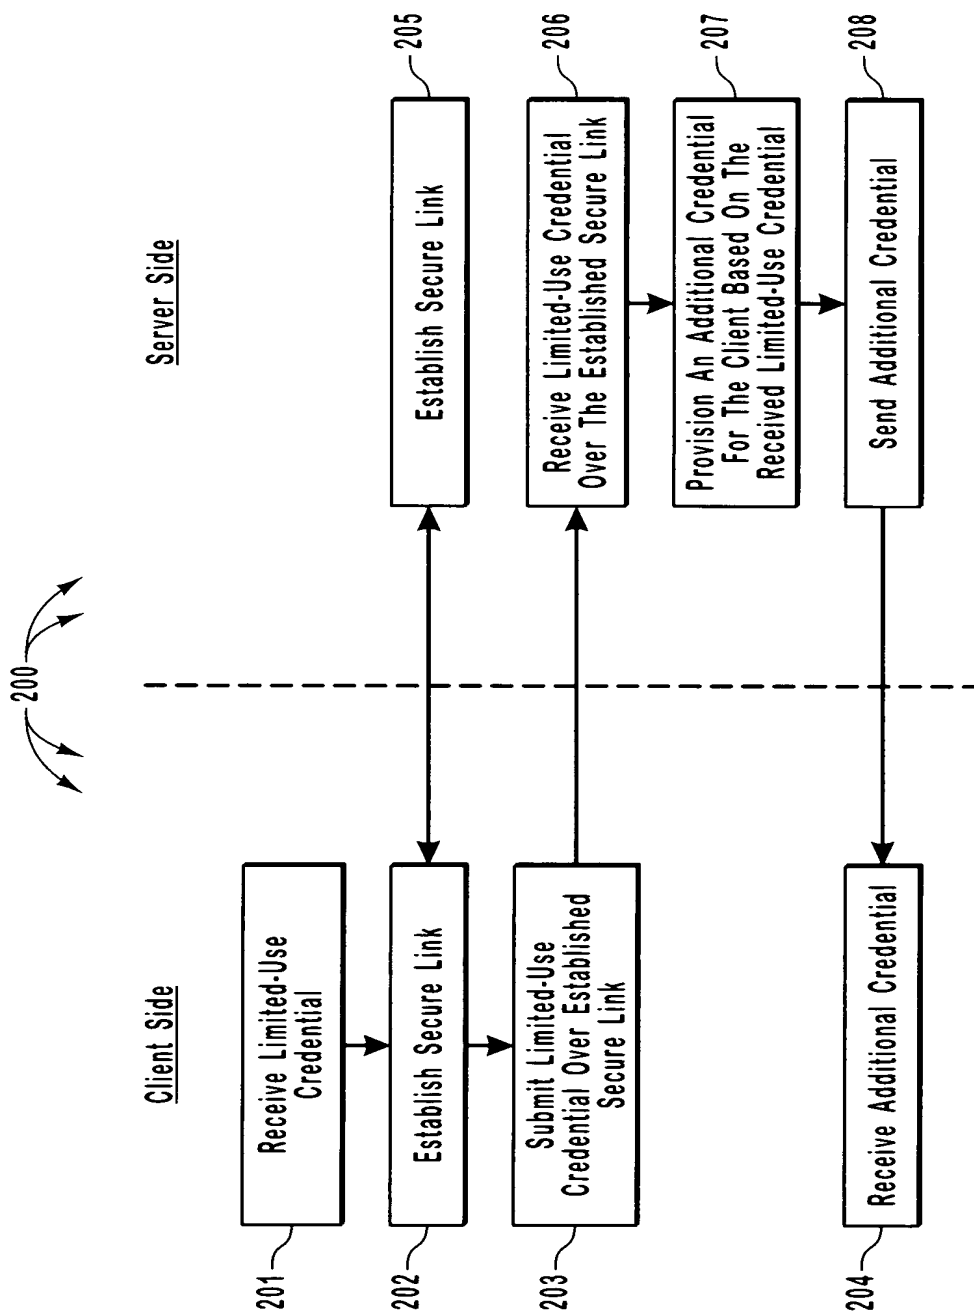 200
Client Side
Server Side
201
Receive Limited-Use
Credential
202
Establish Secure Link
Establish Secure Link
205
203
Submit Limited-Use
Credential Over Established
Secure Link
Receive Limited-Use Credential
Over The Established Secure Link
206
Provision An Additional Credential
For The Client Based On The
Received Limited-Use Credential
207
204
Receive Additional Credential
Send Additional Credential
208